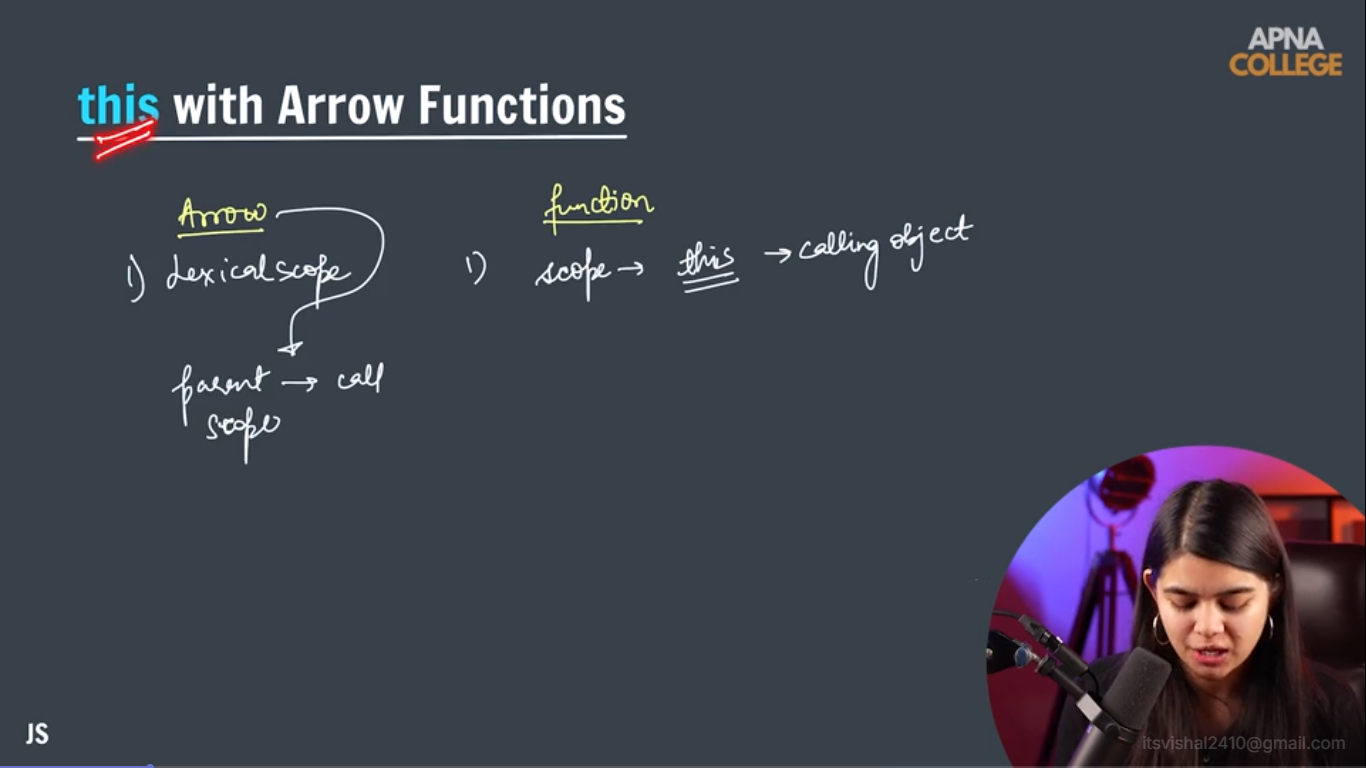 APNA
COLLEGE
this with Arrow Functions
Arrow
function
1) Lexical scope
1) scope → this → calling object
parent → call
scope
JS
itsvishal2410@gmail.com